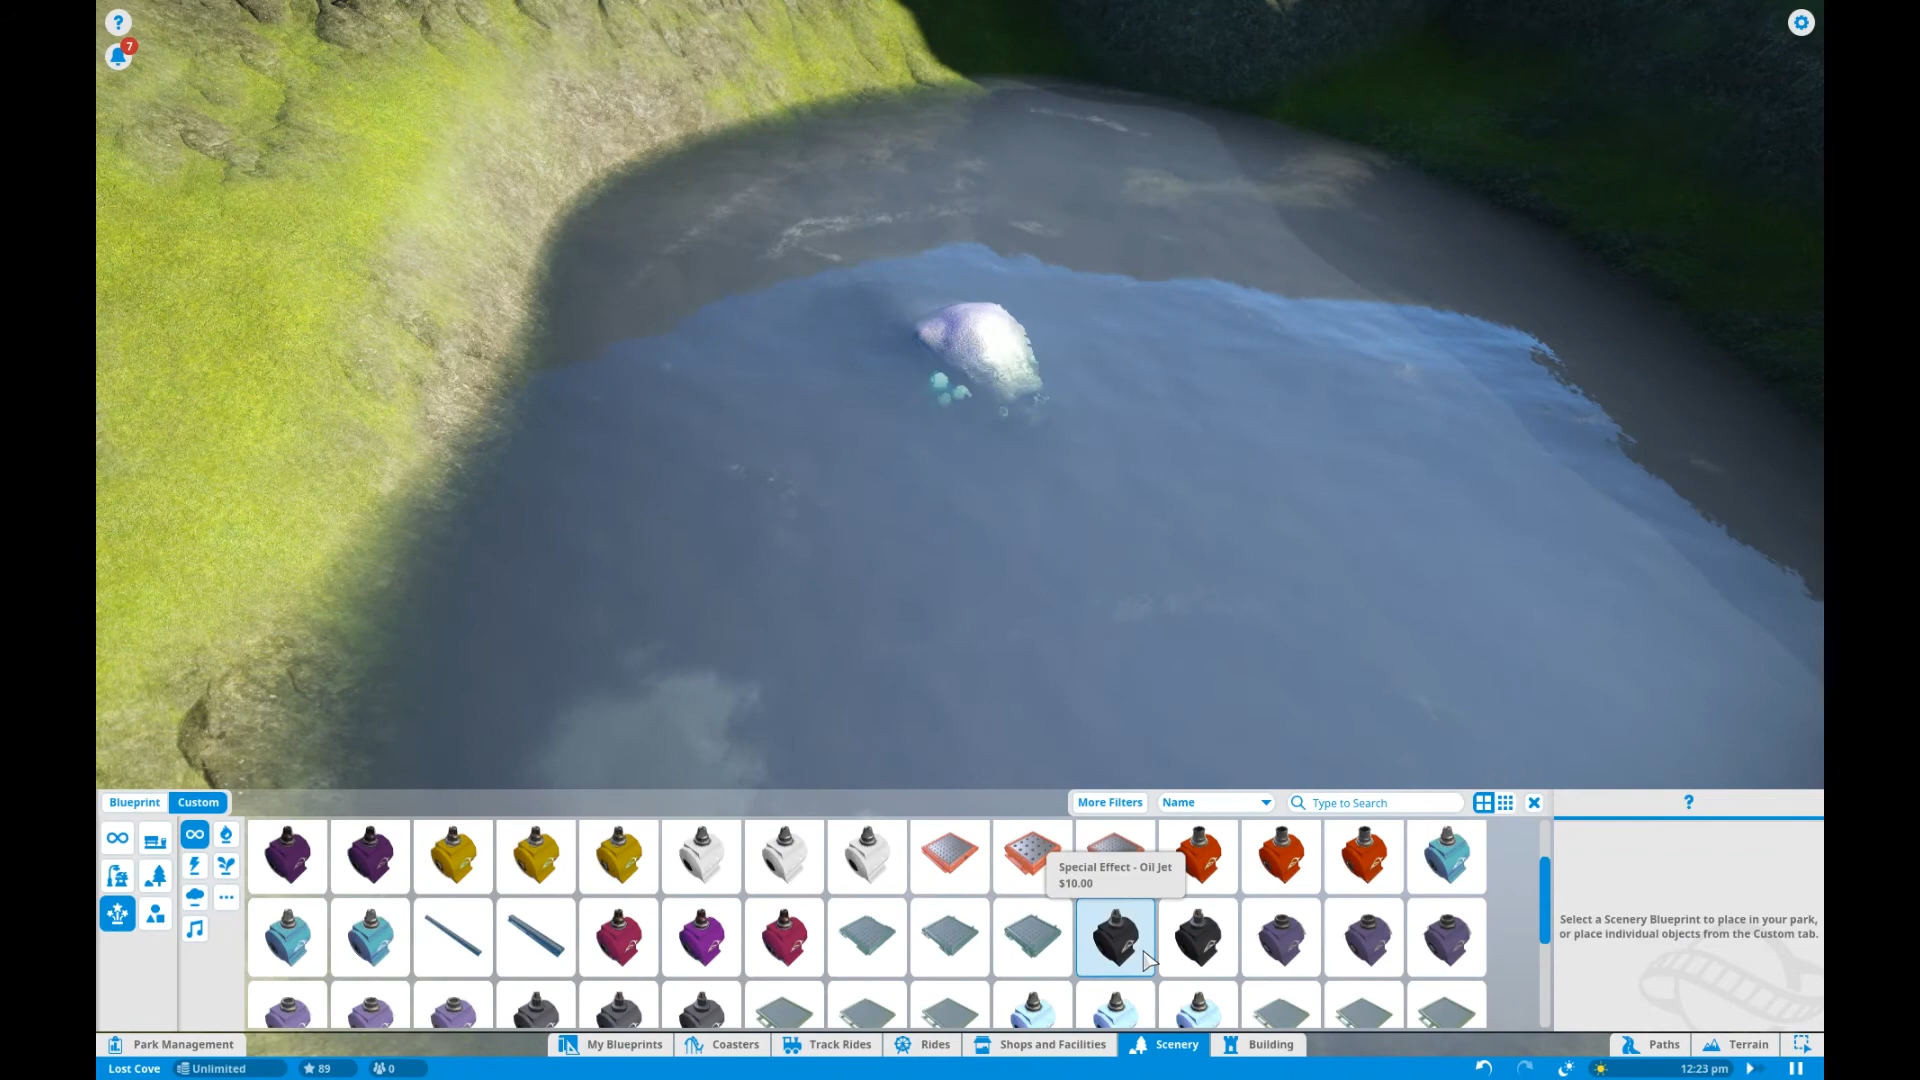 ?
7
Blueprint
Custom
More Filters
Name
Type to Search
?
Special Effect - Oil Jet
$10.00
Select a Scenery Blueprint to place in your park,
or place individual objects from the Custom tab.
Park Management
My Blueprints
Coasters
Track Rides
Rides
Shops and Facilities
Scenery
Building
Paths
Terrain
Lost Cove
Unlimited
89
0
12:23 pm